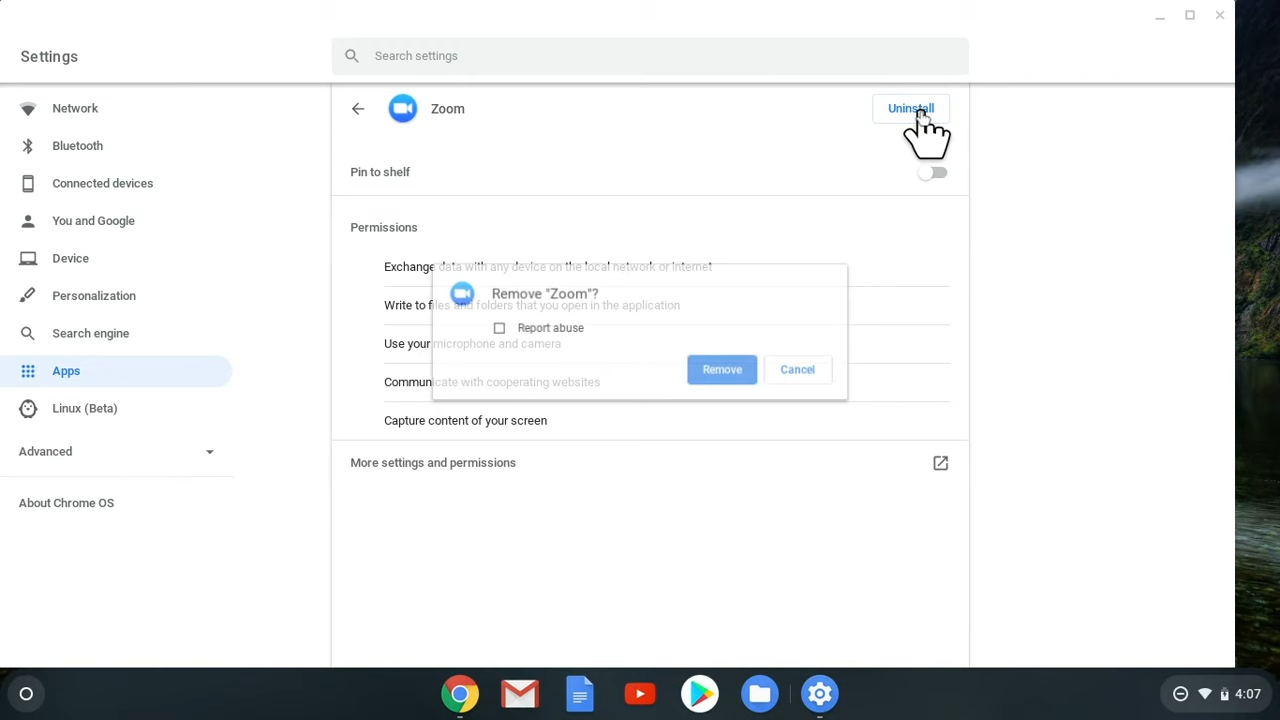 Settings
Search settings
Network
Bluetooth
Connected devices
You and Google
Device
Personalization
Search engine
Apps
Linux (Beta)
Advanced
About Chrome OS
Zoom
Uninstall
Pin to shelf
Permissions
Exchange data with any device on the local network or internet
Write to files and folders that you open in the application
Use your microphone and camera
Communicate with cooperating websites
Capture content of your screen
More settings and permissions
Remove "Zoom"?
Report abuse
Remove
Cancel
4:07